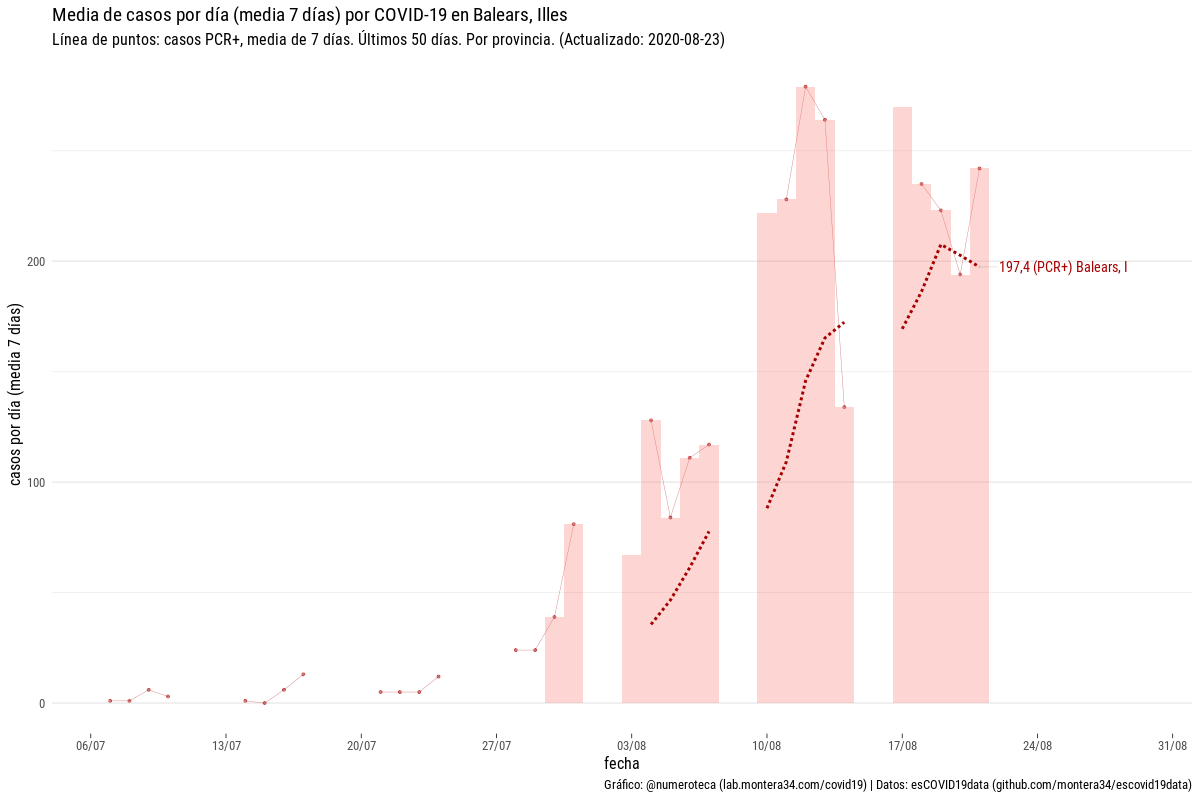 Media de casos por día (media 7 días) por COVID-19 en Balears, Illes
Línea de puntos: casos PCR+, media de 7 días. Últimos 50 días. Por provincia. (Actualizado: 2020-08-23)
casos por día (media 7 días)
200
100
0
197,4 (PCR+) Balears, I
06/07 13/07 20/07 27/07 03/08 10/08 17/08 24/08 31/08
fecha
Gráfico: @numeroteca (lab.montera34.com/covid19) | Datos: esCOVID19data (github.com/montera34/escovid19data)